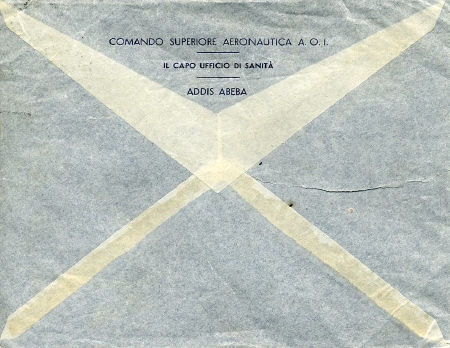 COMANDO SUPERIORE AERONAUTICA A. O. I.
IL CAPO UFFICIO DI SANITÀ
ADDIS ABEBA